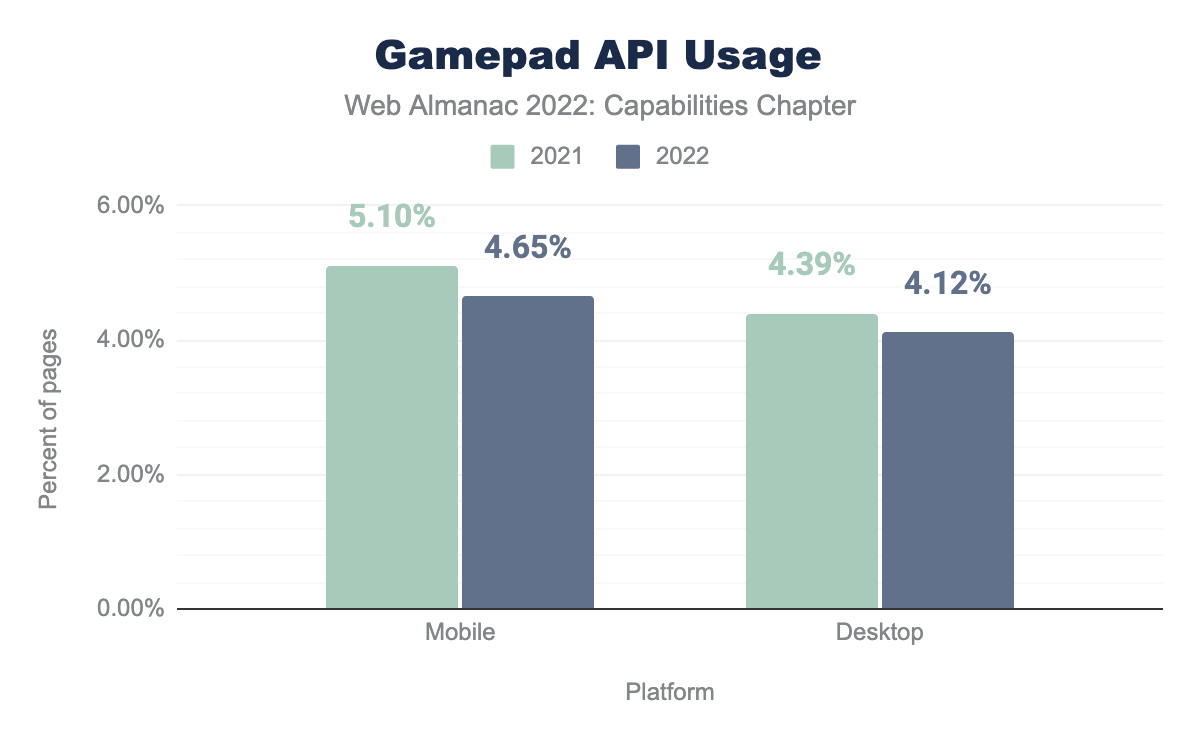 Gamepad API Usage
Web Almanac 2022: Capabilities Chapter
2021 2022
6.00%
5.10%
4.65%
4.39%
4.12%
4.00%
2.00%
0.00%
Percent of pages
Mobile Desktop
Platform